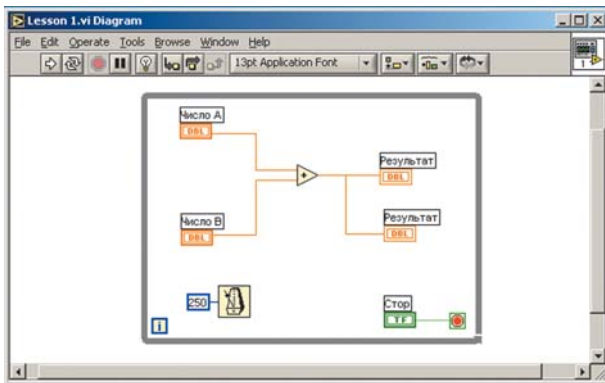 Lesson 1.vi Diagram
File Edit Operate Tools Browse Window Help
13pt Application Font
1
Число A
DBL
Результат
DBL
Число B
DBL
Результат
DBL
250
Стор
TF
i